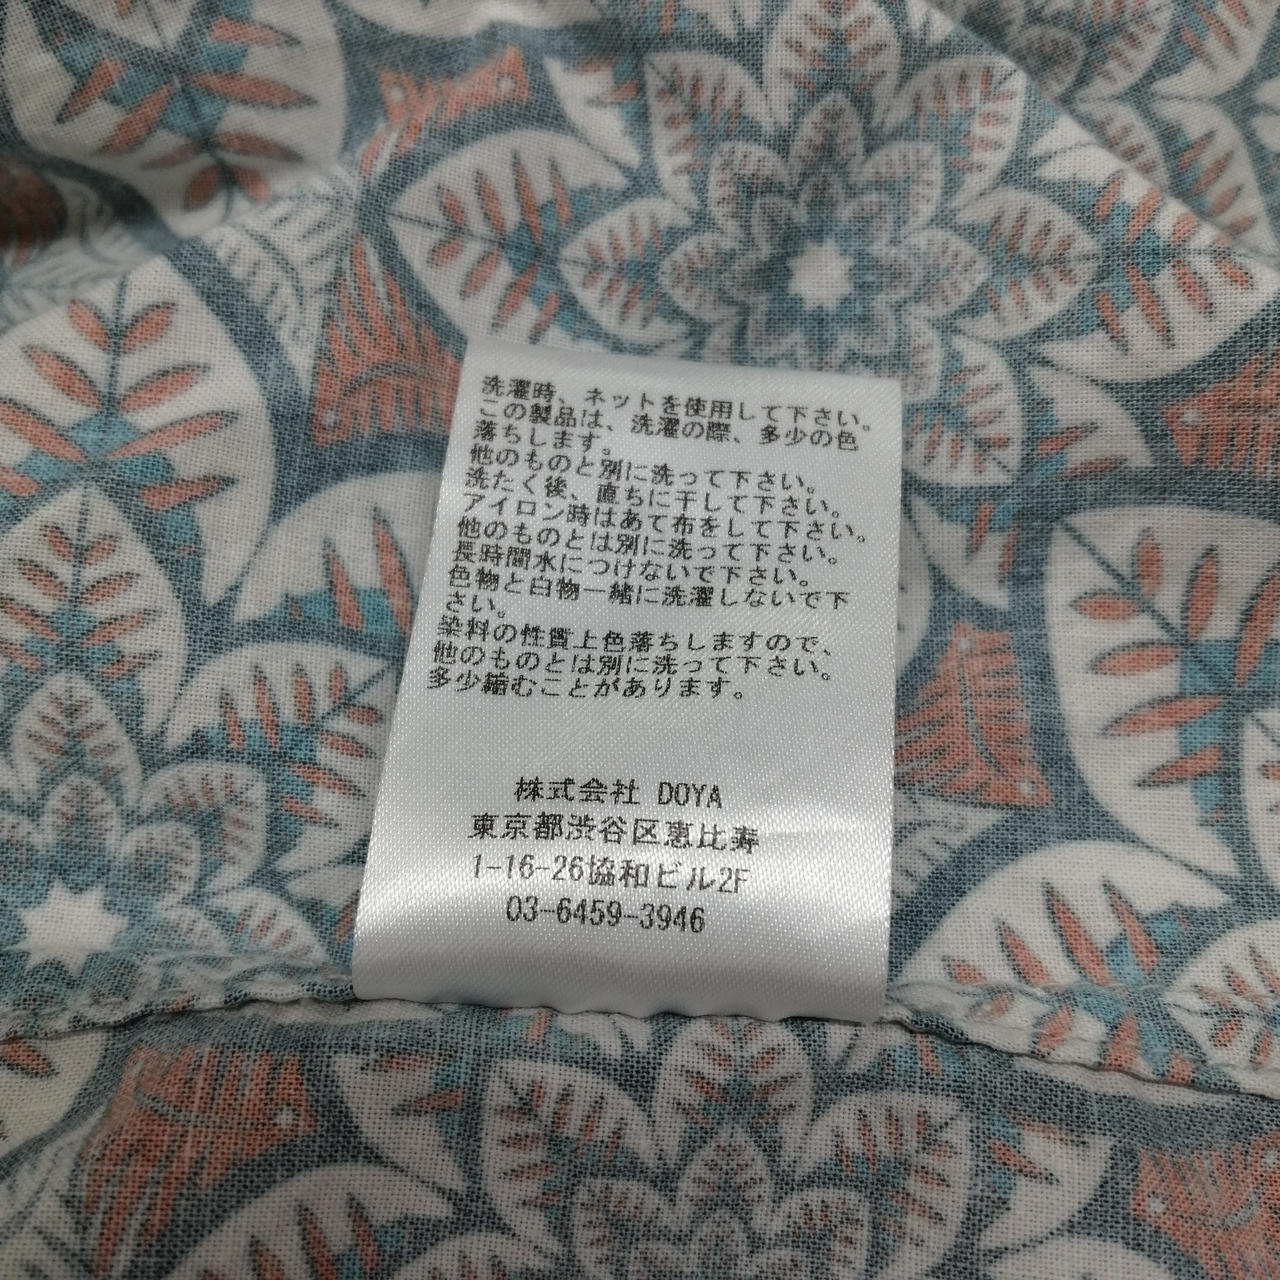 洗濯時、ネットを使用して下さい。
この製品は、洗濯の際、多少の色
落ちします。
他のものと別に洗って下さい。
洗たく後、直ちに干して下さい。
アイロン時はあて布をして下さい。
他のものとは別に洗って下さい。
長時間水につけないで下さい。
色物と白物一緒に洗濯しないで下
さい。
染料の性質上色落ちしますので、
他のものとは別に洗って下さい。
多少縮むことがあります。
株式会社 DOYA
東京都渋谷区恵比寿
1-16-26協和ビル2F
03-6459-3946